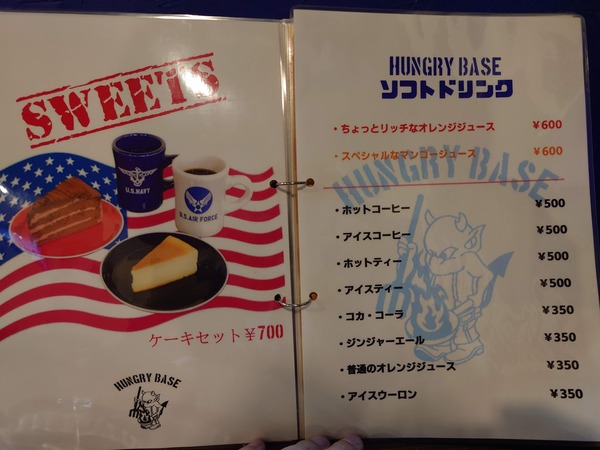 SWEETS
U.S. NAVY
U.S. AIR FORCE
ケーキセット¥700
HUNGRY BASE
HUNGRY BASE
ソフトドリンク
・ちょっとリッチなオレンジジュース ¥600
・スペシャルなマンゴージュース ¥600
HUNGRY BASE
・ホットコーヒー ¥500
・アイスコーヒー ¥500
・ホットティー ¥500
・アイスティー ¥500
・コカ・コーラ ¥350
・ジンジャーエール ¥350
・普通のオレンジジュース ¥350
・アイスウーロン ¥350